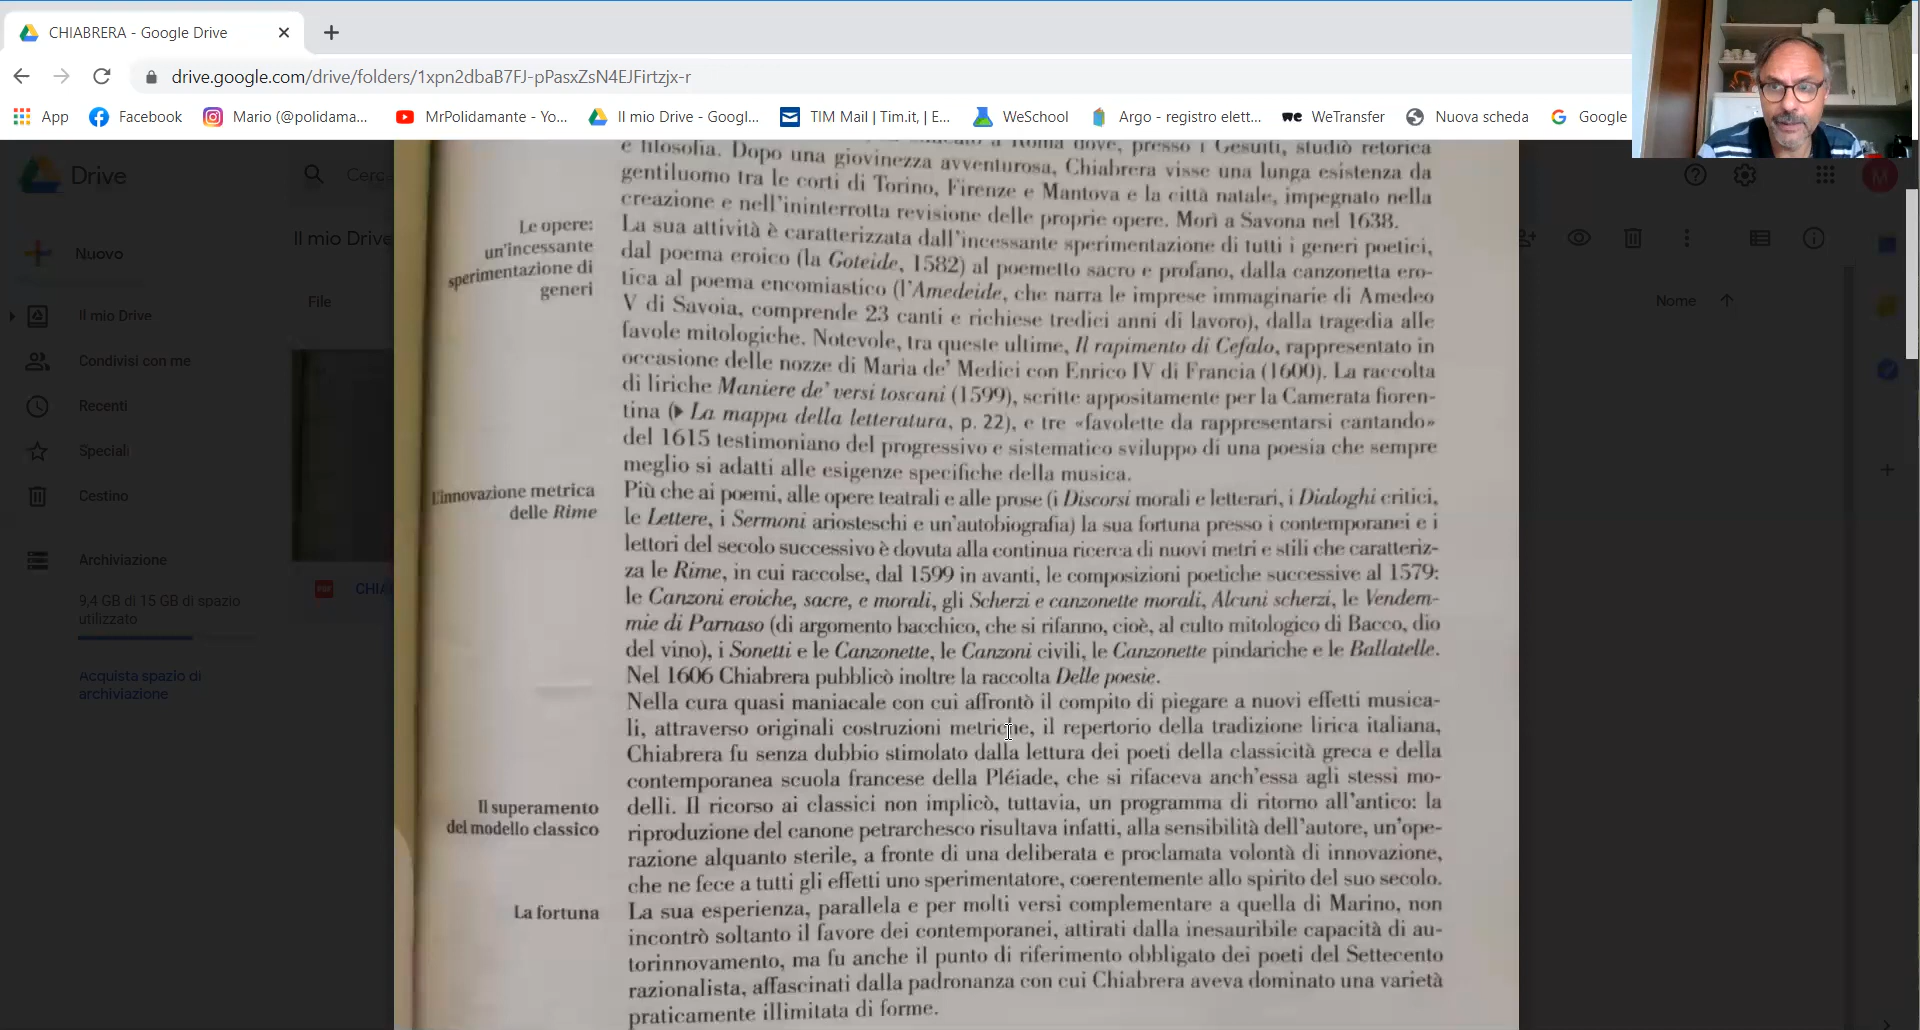 CHIABRERA - Google Drive
drive.google.com/drive/folders/1xpn2dbaB7FJ-pPasxZsN4EJFirtzjx-r
App
Facebook
Mario (@polidama...
MrPolidamante - Yo...
Il mio Drive - Googl...
TIM Mail | Tim.it, | E...
WeSchool
Argo - registro elett...
we WeTransfer
Nuova scheda
Google
Drive
Cerc
M
Il mio Drive
Nuovo
File
Nome
Il mio Drive
Condivisi con me
Recenti
Speciali
Cestino
Archiviazione
9,4 GB di 15 GB di spazio
utilizzato
Acquista spazio di
archiviazione
PDF
CHIA
a Roma dove, presso i Gesuiti, studiò retorica
e filosofia. Dopo una giovinezza avventurosa, Chiabrera visse una lunga esistenza da
gentiluomo tra le corti di Torino, Firenze e Mantova e la città natale, impegnato nella
creazione e nell'ininterrotta revisione delle proprie opere. Morì a Savona nel 1638.
Le opere:
un'incessante
sperimentazione di
generi
La sua attività è caratterizzata dall'incessante sperimentazione di tutti i generi poetici,
dal poema eroico (la Goteide, 1582) al poemetto sacro e profano, dalla canzonetta ero-
tica al poema encomiastico (l'Amedeide, che narra le imprese immaginarie di Amedeo
V di Savoia, comprende 23 canti e richiese tredici anni di lavoro), dalla tragedia alle
favole mitologiche. Notevole, tra queste ultime, Il rapimento di Cefalo, rappresentato in
occasione delle nozze di Maria de' Medici con Enrico IV di Francia (1600). La raccolta
di liriche Maniere de' versi toscani (1599), scritte appositamente per la Camerata fioren-
tina (▶ La mappa della letteratura, p. 22), e tre «favolette da rappresentarsi cantando»
del 1615 testimoniano del progressivo e sistematico sviluppo di una poesia che sempre
meglio si adatti alle esigenze specifiche della musica.
L'innovazione metrica
delle Rime
Più che ai poemi, alle opere teatrali e alle prose (i Discorsi morali e letterari, i Dialoghi critici,
le Lettere, i Sermoni ariosteschi e un'autobiografia) la sua fortuna presso i contemporanei e i
lettori del secolo successivo è dovuta alla continua ricerca di nuovi metri e stili che caratteriz-
za le Rime, in cui raccolse, dal 1599 in avanti, le composizioni poetiche successive al 1579:
le Canzoni eroiche, sacre, e morali, gli Scherzi e canzonette morali, Alcuni scherzi, le Vendem-
mie di Parnaso (di argomento bacchico, che si rifanno, cioè, al culto mitologico di Bacco, dio
del vino), i Sonetti e le Canzonette, le Canzoni civili, le Canzonette pindariche e le Ballatelle.
Nel 1606 Chiabrera pubblicò inoltre la raccolta Delle poesie.
Nella cura quasi maniacale con cui affrontò il compito di piegare a nuovi effetti musica-
li, attraverso originali costruzioni metriche, il repertorio della tradizione lirica italiana,
Chiabrera fu senza dubbio stimolato dalla lettura dei poeti della classicità greca e della
contemporanea scuola francese della Pléiade, che si rifaceva anch'essa agli stessi mo-
Il superamento
del modello classico
delli. Il ricorso ai classici non implicò, tuttavia, un programma di ritorno all'antico: la
riproduzione del canone petrarchesco risultava infatti, alla sensibilità dell'autore, un'ope-
razione alquanto sterile, a fronte di una deliberata e proclamata volontà di innovazione,
che ne fece a tutti gli effetti uno sperimentatore, coerentemente allo spirito del suo secolo.
La fortuna
La sua esperienza, parallela e per molti versi complementare a quella di Marino, non
incontrò soltanto il favore dei contemporanei, attirati dalla inesauribile capacità di au-
torinnovamento, ma fu anche il punto di riferimento obbligato dei poeti del Settecento
razionalista, affascinati dalla padronanza con cui Chiabrera aveva dominato una varietà
praticamente illimitata di forme.